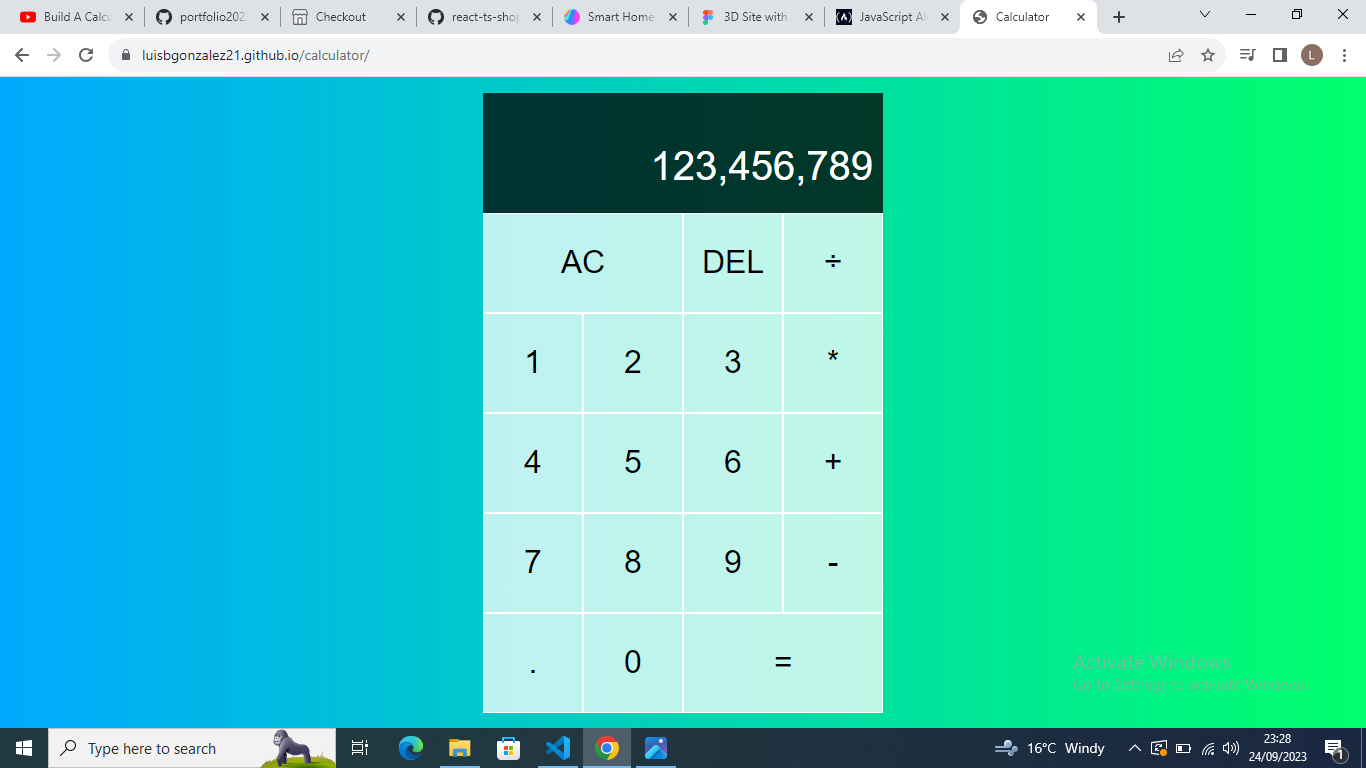 Build A Calcu
portfolio202
Checkout
react-ts-shop
Smart Home
3D Site with
JavaScript Al
Calculator
luisbgonzalez21.github.io/calculator/
L
123,456,789
AC DEL ÷
1 2 3 *
4 5 6 +
7 8 9 -
. 0 =
Activate Windows
Go to Settings to activate Windows.
Type here to search
16°C Windy
23:28
24/09/2023
1